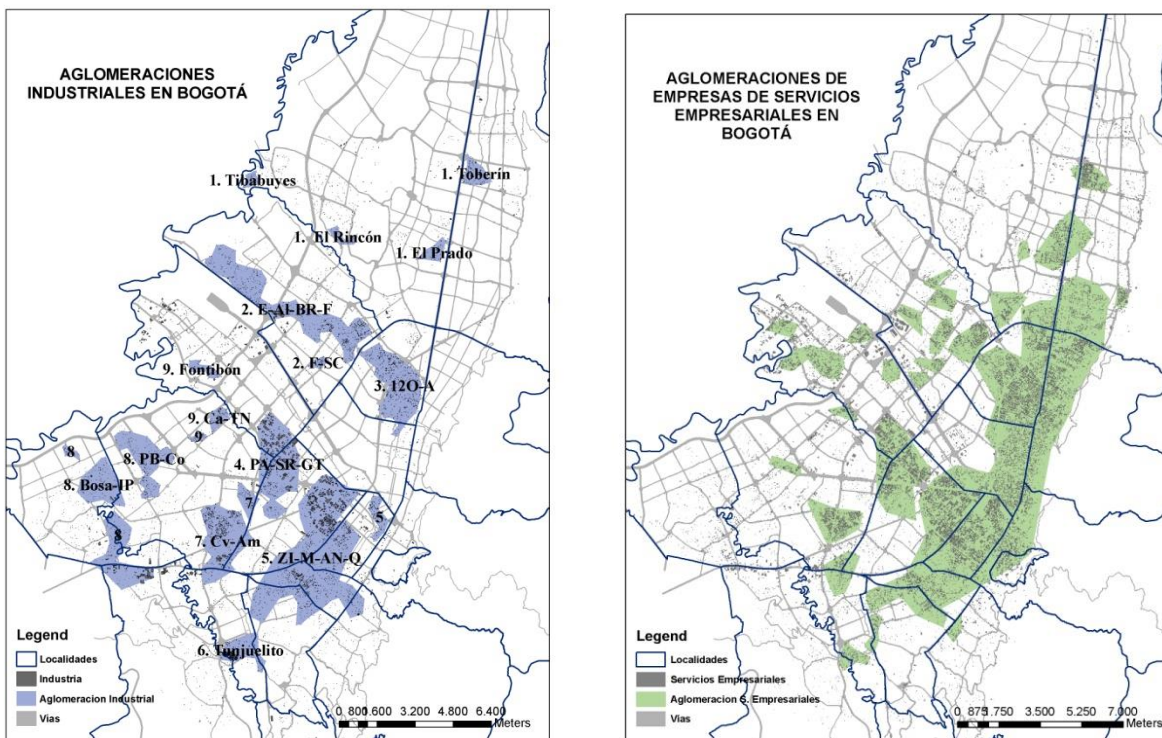 AGLOMERACIONES
INDUSTRIALES EN BOGOTÁ
1. Tibabuyes
1. Toberín
1. El Rincón
1. El Prado
2. E-Al-BR-F
2. F-SC
3. 12O-A
9. Fontibón
9. Ca-TN
9
8
8. PB-Co
4. PA-SR-GT
8. Bosa-IP
7
5
8
7. Cv-Am
5. ZI-M-AN-Q
6. Tunjuelito
Legend
Localidades
Industria
Aglomeracion Industrial
Vias
0 800 1.600 3.200 4.800 6.400
Meters
AGLOMERACIONES DE
EMPRESAS DE SERVICIOS
EMPRESARIALES EN
BOGOTÁ
Legend
Localidades
Servicios Empresariales
Aglomeracion S. Empresariales
Vias
0 875 1.750 3.500 5.250 7.000
Meters